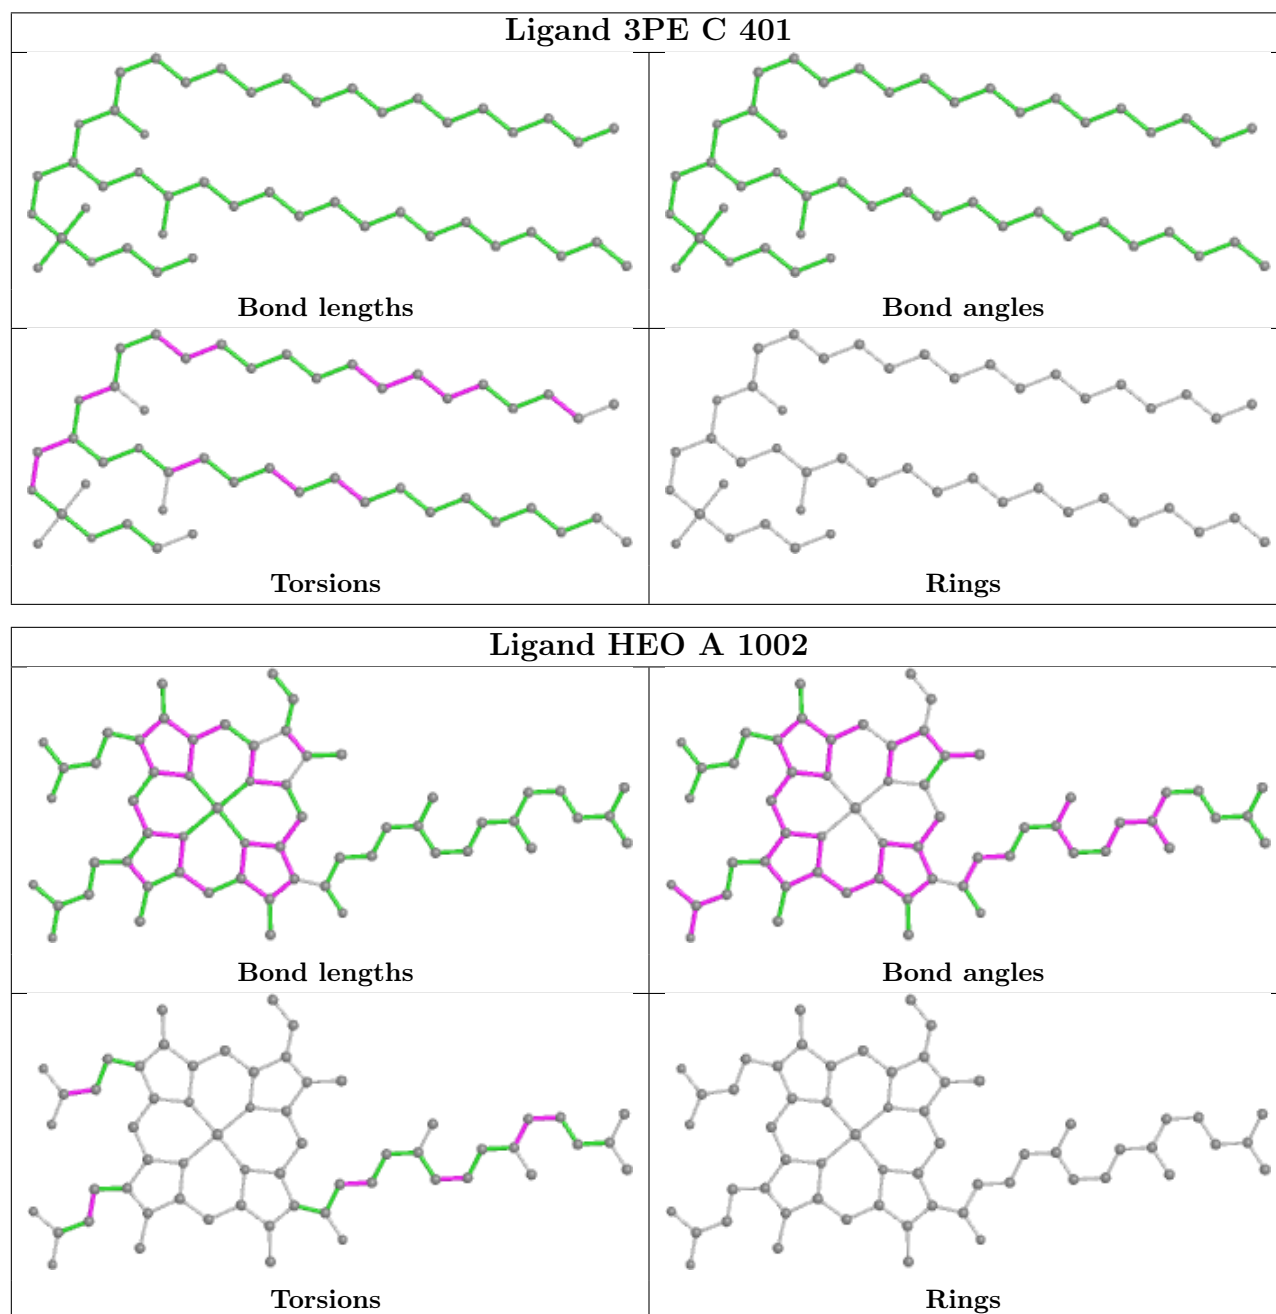 Ligand 3PE C 401
Bond lengths
Bond angles
Torsions
Rings
Ligand HEO A 1002
Bond lengths
Bond angles
Torsions
Rings